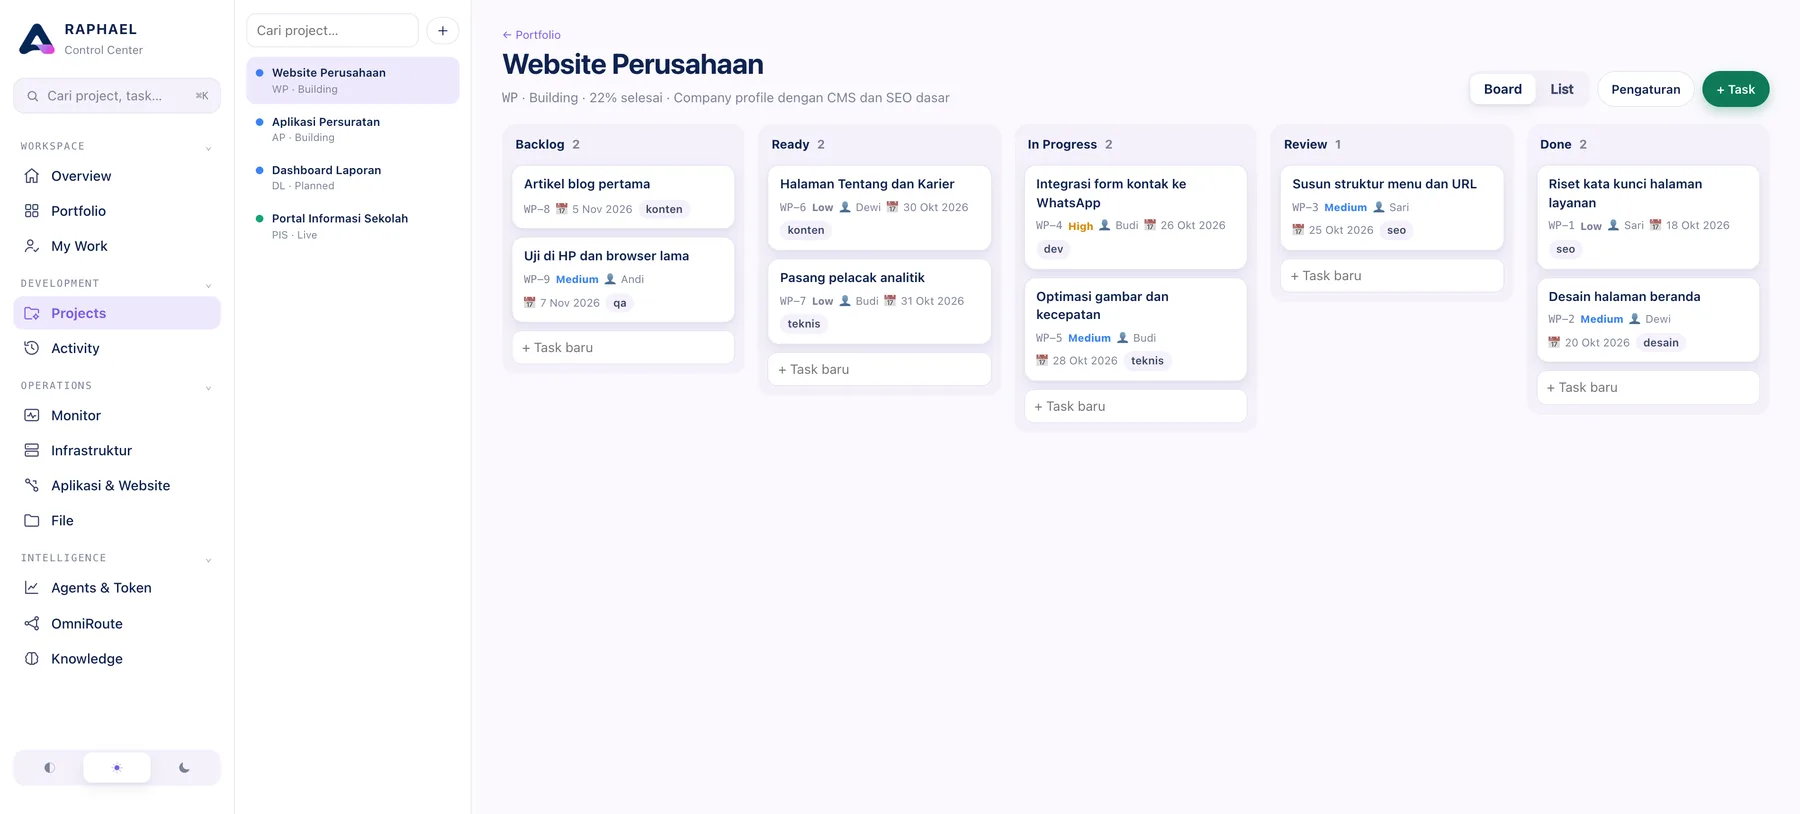 RAPHAEL
Control Center
Cari project, task... ⌘K
WORKSPACE
Overview
Portfolio
My Work
DEVELOPMENT
Projects
Activity
OPERATIONS
Monitor
Infrastruktur
Aplikasi & Website
File
INTELLIGENCE
Agents & Token
OmniRoute
Knowledge
Cari project... +
Website Perusahaan
WP · Building
Aplikasi Persuratan
AP · Building
Dashboard Laporan
DL · Planned
Portal Informasi Sekolah
PIS · Live
← Portfolio
Website Perusahaan
WP · Building · 22% selesai · Company profile dengan CMS dan SEO dasar
Board List Pengaturan + Task
Backlog 2
Artikel blog pertama
WP-8 5 Nov 2026 konten
Uji di HP dan browser lama
WP-9 Medium Andi
7 Nov 2026 qa
+ Task baru
Ready 2
Halaman Tentang dan Karier
WP-6 Low Dewi 30 Okt 2026
konten
Pasang pelacak analitik
WP-7 Low Budi 31 Okt 2026
teknis
+ Task baru
In Progress 2
Integrasi form kontak ke
WhatsApp
WP-4 High Budi 26 Okt 2026
dev
Optimasi gambar dan
kecepatan
WP-5 Medium Budi
28 Okt 2026 teknis
+ Task baru
Review 1
Susun struktur menu dan URL
WP-3 Medium Sari
25 Okt 2026 seo
+ Task baru
Done 2
Riset kata kunci halaman
layanan
WP-1 Low Sari 18 Okt 2026
seo
Desain halaman beranda
WP-2 Medium Dewi
20 Okt 2026 desain
+ Task baru